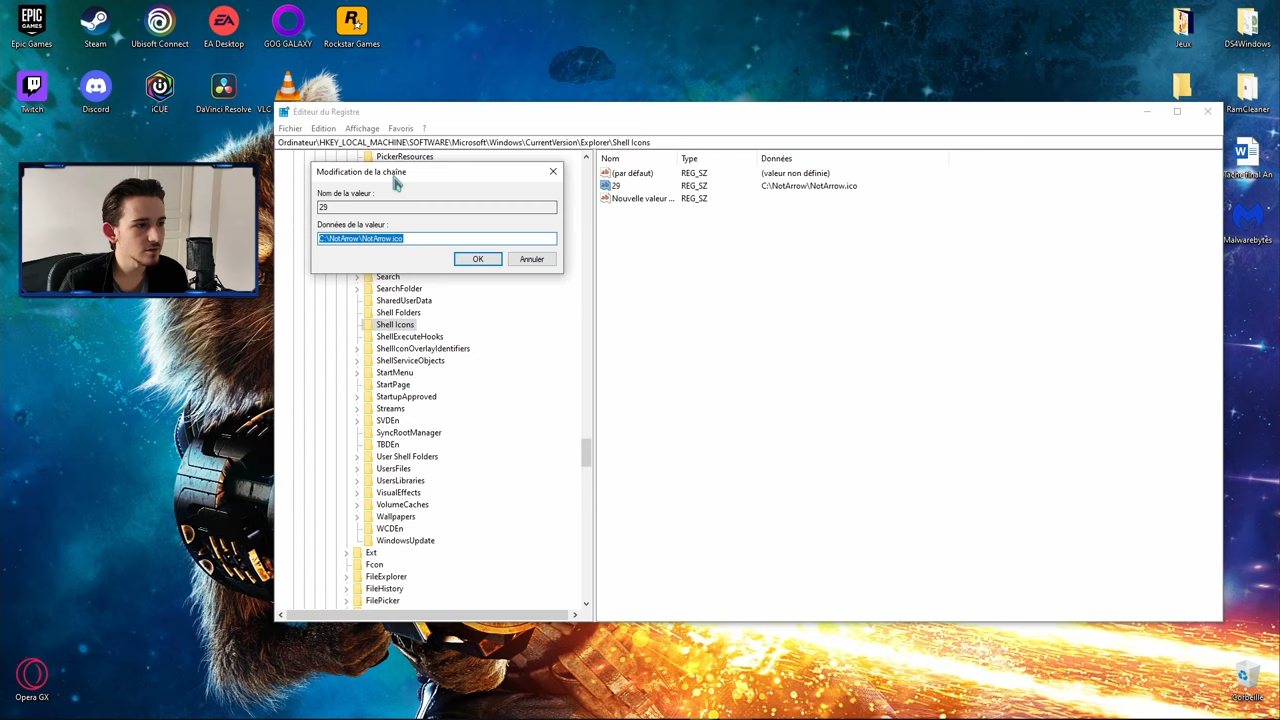 Epic Games
Steam
Ubisoft Connect
EA Desktop
GOG GALAXY
Rockstar Games
Jeux
DS4Windows
Twitch
Discord
iCUE
DaVinci Resolve
VLC
RamCleaner
Malwarebytes
Opera GX
Corbeille
Éditeur du Registre
Fichier Edition Affichage Favoris ?
Ordinateur\HKEY_LOCAL_MACHINE\SOFTWARE\Microsoft\Windows\CurrentVersion\Explorer\Shell Icons
PickerResources
Modification de la chaîne
Nom de la valeur :
29
Données de la valeur :
C:\NotArrow\NotArrow.ico
OK Annuler
Search
SearchFolder
SharedUserData
Shell Folders
Shell Icons
ShellExecuteHooks
ShellIconOverlayIdentifiers
ShellServiceObjects
StartMenu
StartPage
StartupApproved
Streams
SVDEn
SyncRootManager
TBDEn
User Shell Folders
UsersFiles
UsersLibraries
VisualEffects
VolumeCaches
Wallpapers
WCDEn
WindowsUpdate
Ext
Fcon
FileExplorer
FileHistory
FilePicker
Nom Type Données
(par défaut) REG_SZ (valeur non définie)
29 REG_SZ C:\NotArrow\NotArrow.ico
Nouvelle valeur ... REG_SZ